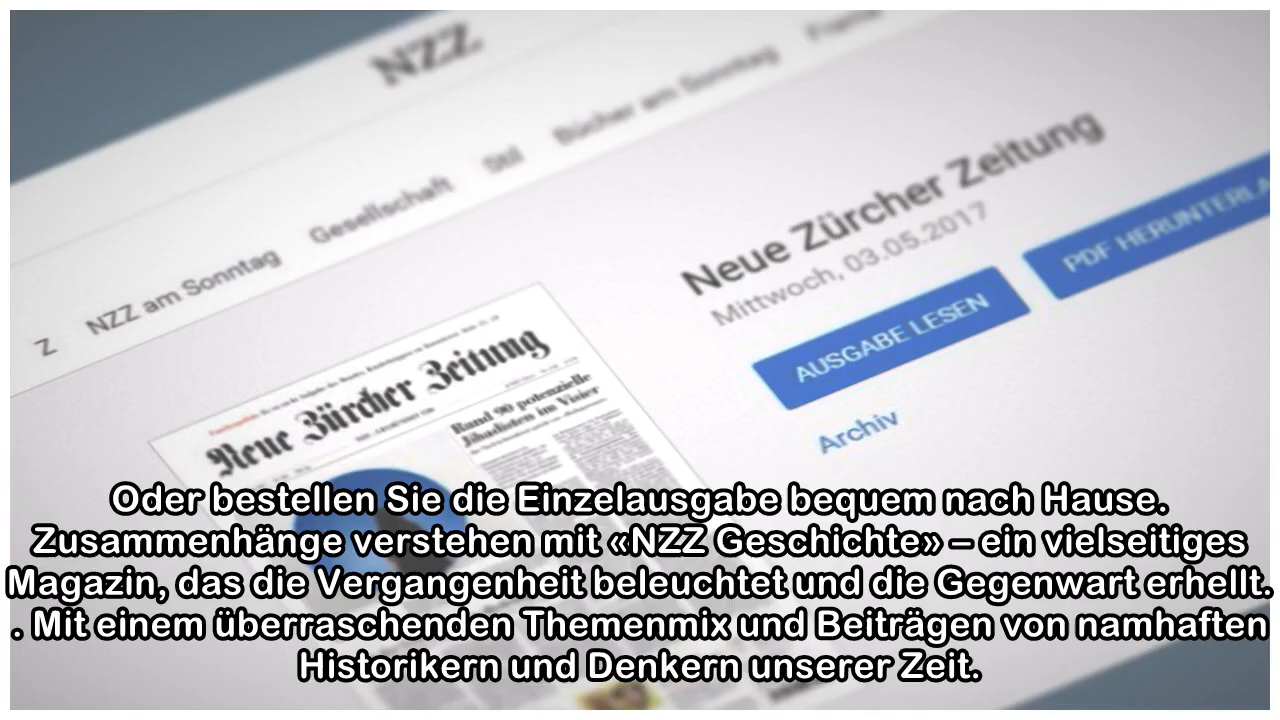 NZZ
Z NZZ am Sonntag Gesellschaft Stil Bücher am Sonntag Frame
Neue Zürcher Zeitung
Mittwoch, 03.05.2017
AUSGABE LESEN
PDF HERUNTERLA
Archiv
Neue Zürcher Zeitung
Rund 90 potenzielle
Jihadisten im Visier
Oder bestellen Sie die Einzelausgabe bequem nach Hause.
Zusammenhänge verstehen mit «NZZ Geschichte» – ein vielseitiges
Magazin, das die Vergangenheit beleuchtet und die Gegenwart erhellt.
. Mit einem überraschenden Themenmix und Beiträgen von namhaften
Historikern und Denkern unserer Zeit.